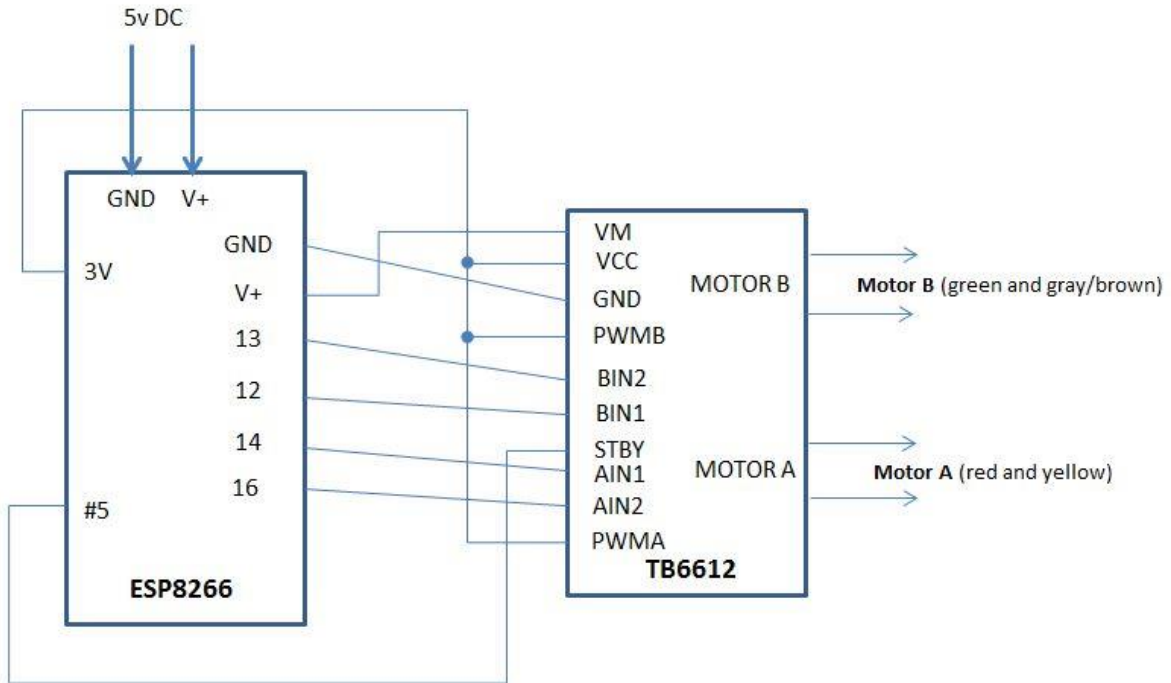 5v DC
GND V+
3V
GND
V+
13
12
14
16
#5
ESP8266
VM
VCC
GND
PWMB
BIN2
BIN1
STBY
AIN1
AIN2
PWMA
MOTOR B
MOTOR A
TB6612
Motor B (green and gray/brown)
Motor A (red and yellow)